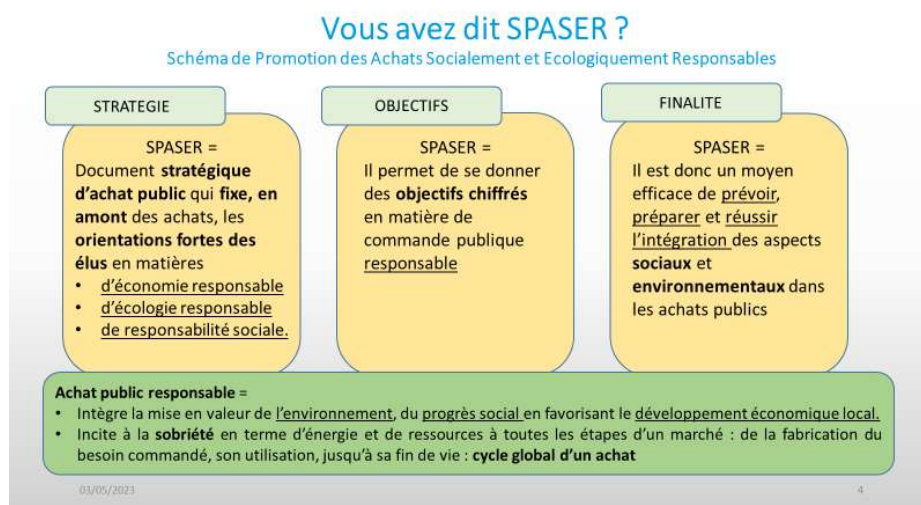 Vous avez dit SPASER ?
Schéma de Promotion des Achats Socialement et Ecologiquement Responsables
STRATEGIE
SPASER =
Document stratégique
d'achat public qui fixe, en
amont des achats, les
orientations fortes des
élus en matières
• d'économie responsable
• d'écologie responsable
• de responsabilité sociale.
OBJECTIFS
SPASER =
Il permet de se donner
des objectifs chiffrés
en matière de
commande publique
responsable
FINALITE
SPASER =
Il est donc un moyen
efficace de prévoir,
préparer et réussir
l'intégration des aspects
sociaux et
environnementaux dans
les achats publics
Achat public responsable =
• Intègre la mise en valeur de l'environnement, du progrès social en favorisant le développement économique local.
• Incite à la sobriété en terme d'énergie et de ressources à toutes les étapes d'un marché : de la fabrication du
besoin commandé, son utilisation, jusqu'à sa fin de vie : cycle global d'un achat
03/05/2023
4